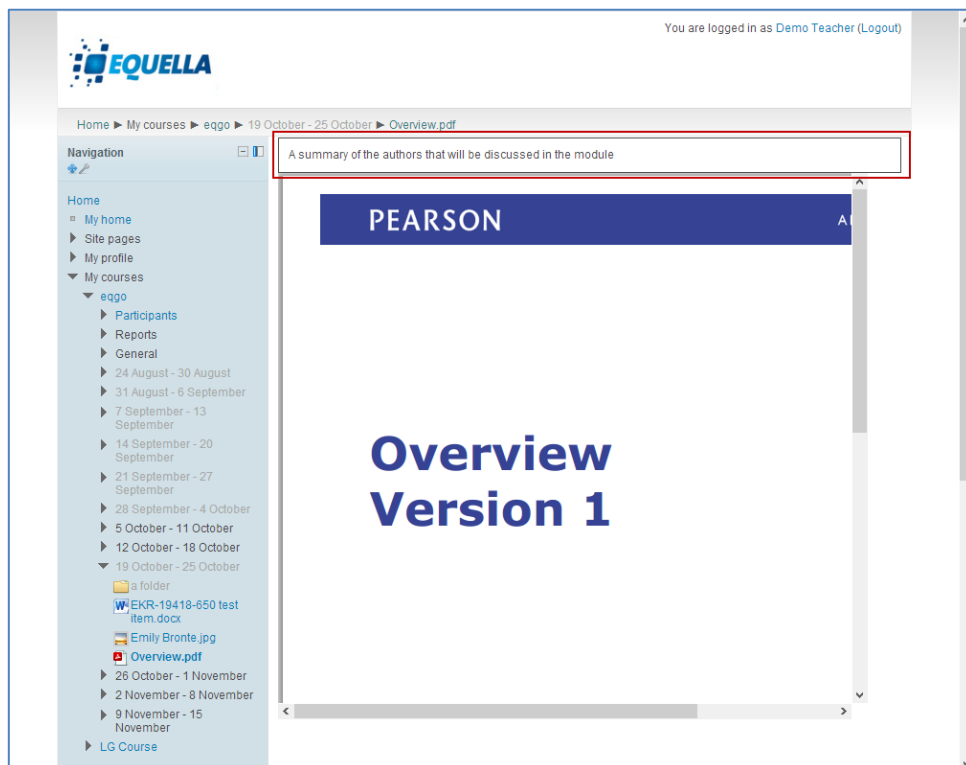 You are logged in as Demo Teacher (Logout)
EQUELLA
Home ► My courses ► eqgo ► 19 October - 25 October ► Overview.pdf
Navigation
A summary of the authors that will be discussed in the module
Home
My home
Site pages
My profile
My courses
eqgo
Participants
Reports
General
24 August - 30 August
31 August - 6 September
7 September - 13
September
14 September - 20
September
21 September - 27
September
28 September - 4 October
5 October - 11 October
12 October - 18 October
19 October - 25 October
a folder
EKR-19418-650 test
item.docx
Emily Bronte.jpg
Overview.pdf
26 October - 1 November
2 November - 8 November
9 November - 15
November
LG Course
PEARSON
Overview
Version 1